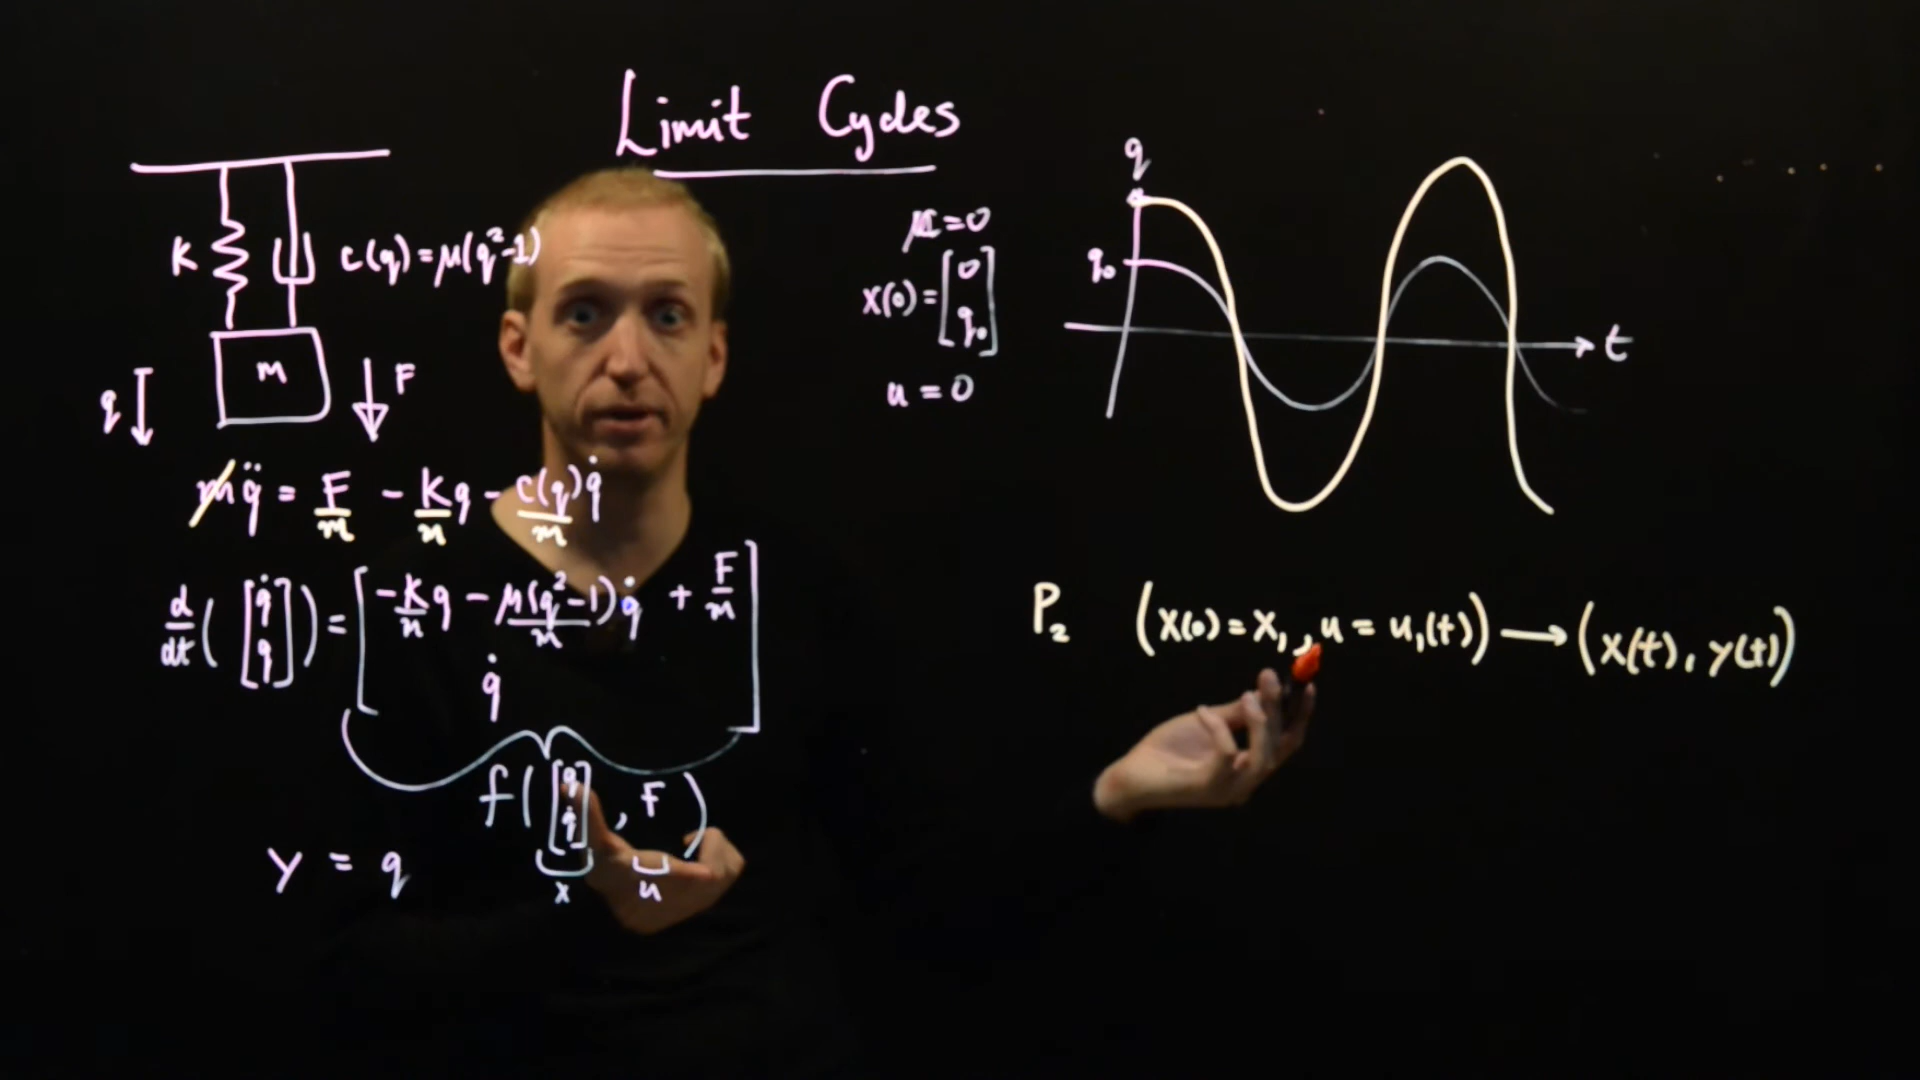 Limit Cycles
K
c(q)=μ(q²-1)
m
q
F
mq̈ = F/m - K/m q - c(q)/m q̇
d/dt([q̇ q]) = [-K/m q - μ(q²-1)/m q̇ + F/m
q̇]
f([q q̇], F)
x u
y = q
μ=0
x(0)=[0 q₀]
u = 0
q
q₀
t
P₂ (x(0)=x₁, u = u₁(t)) → (x(t), y(t))